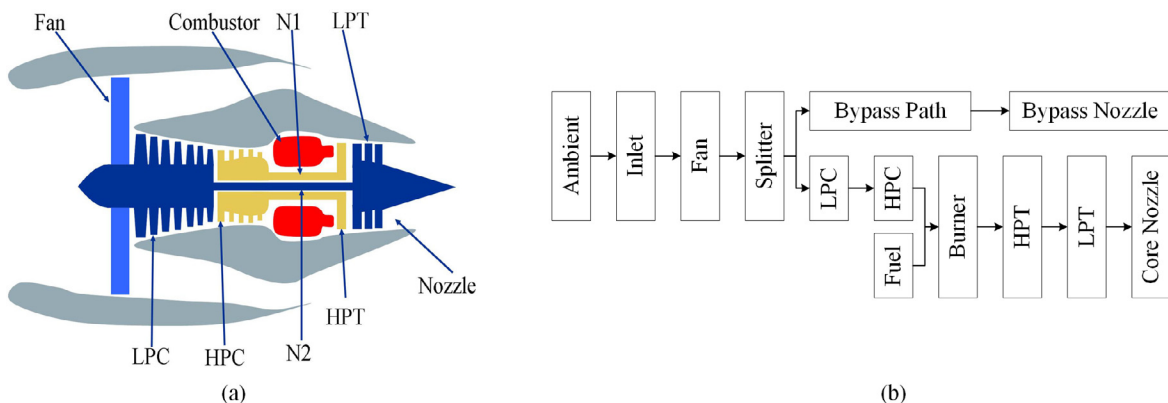 Fan
Combustor
N1
LPT
LPC
HPC
N2
HPT
Nozzle
(a)
Ambient
Inlet
Fan
Splitter
Bypass Path
Bypass Nozzle
LPC
HPC
Fuel
Burner
HPT
LPT
Core Nozzle
(b)